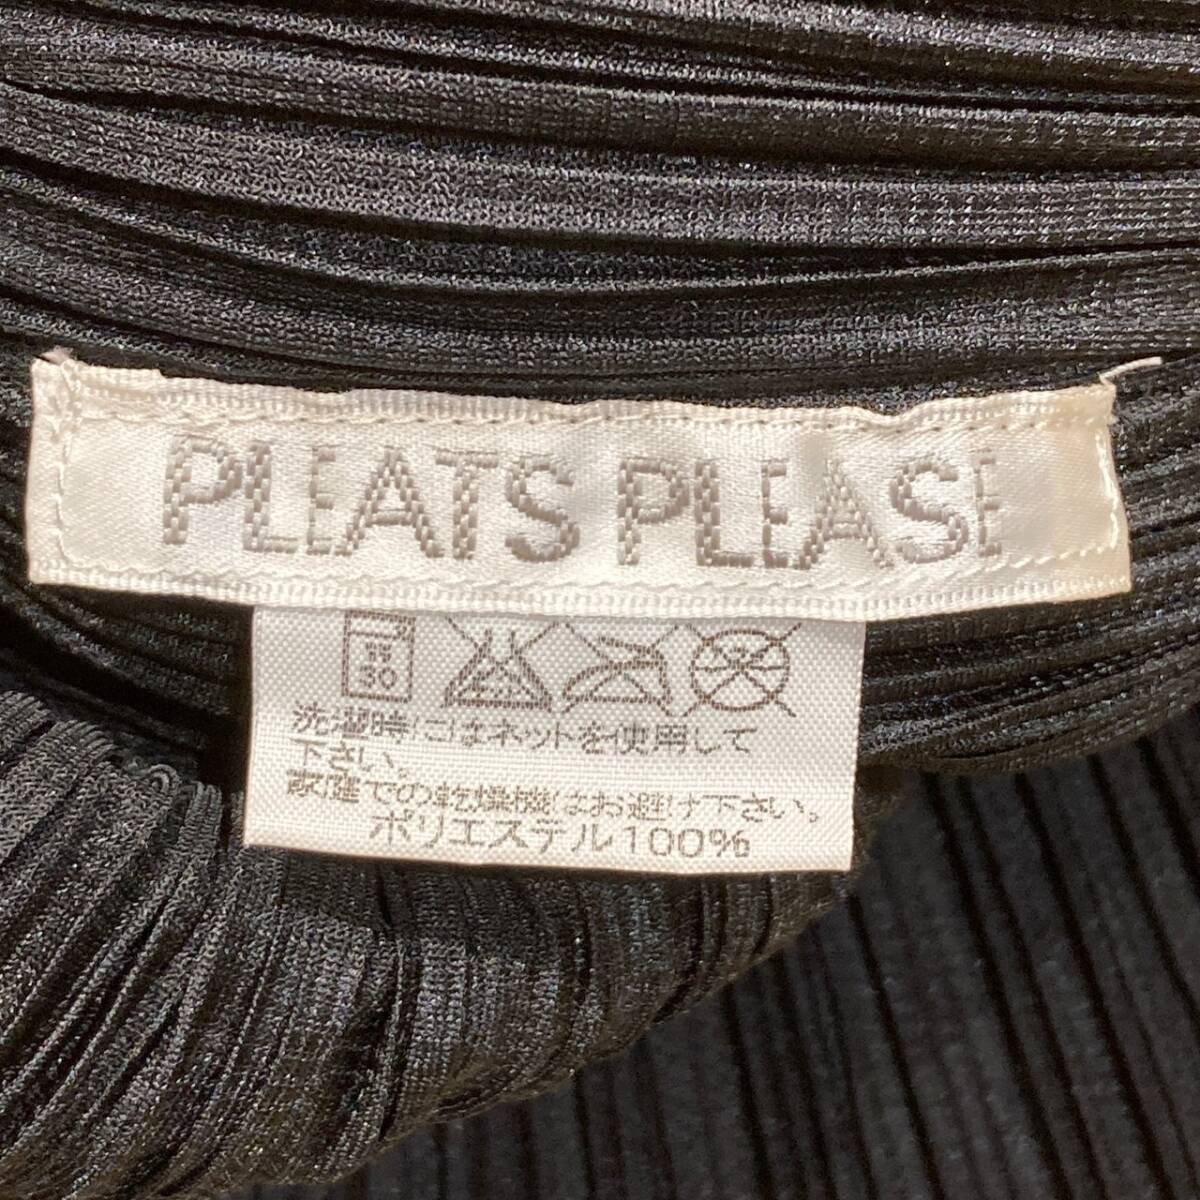 PLEATS PLEASE
弱
30
洗濯時にはネットを使用して
下さい。
家庭での乾燥機はお避け下さい。
ポリエステル100%